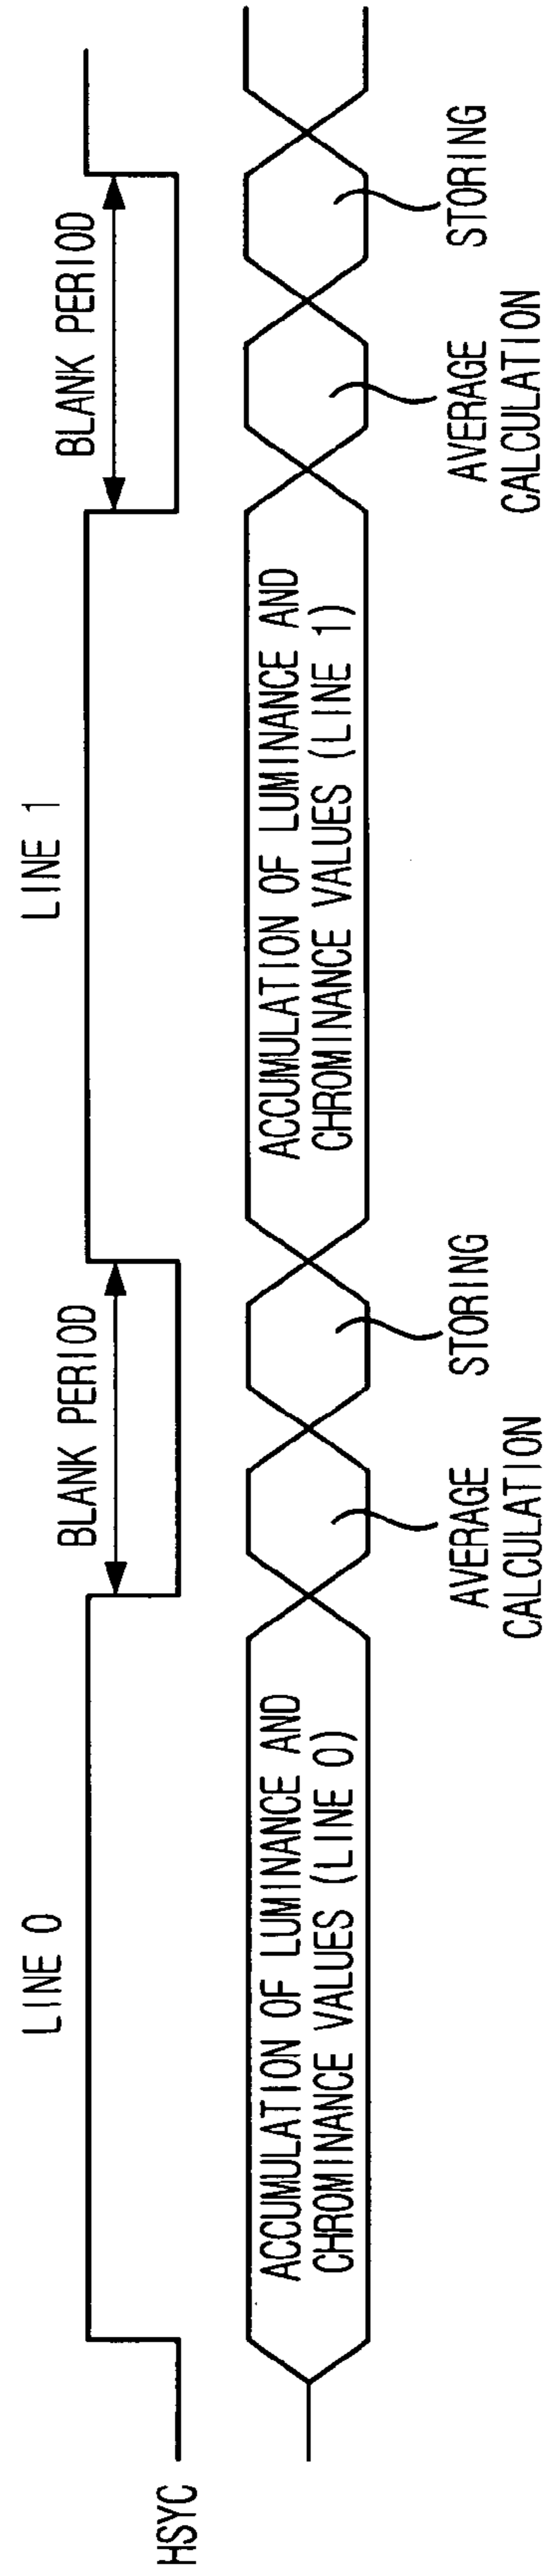 HSYC
LINE 0
BLANK PERIOD
LINE 1
BLANK PERIOD
ACCUMULATION OF LUMINANCE AND
CHROMINANCE VALUES (LINE 0)
AVERAGE
CALCULATION
STORING
ACCUMULATION OF LUMINANCE AND
CHROMINANCE VALUES (LINE 1)
AVERAGE
CALCULATION
STORING